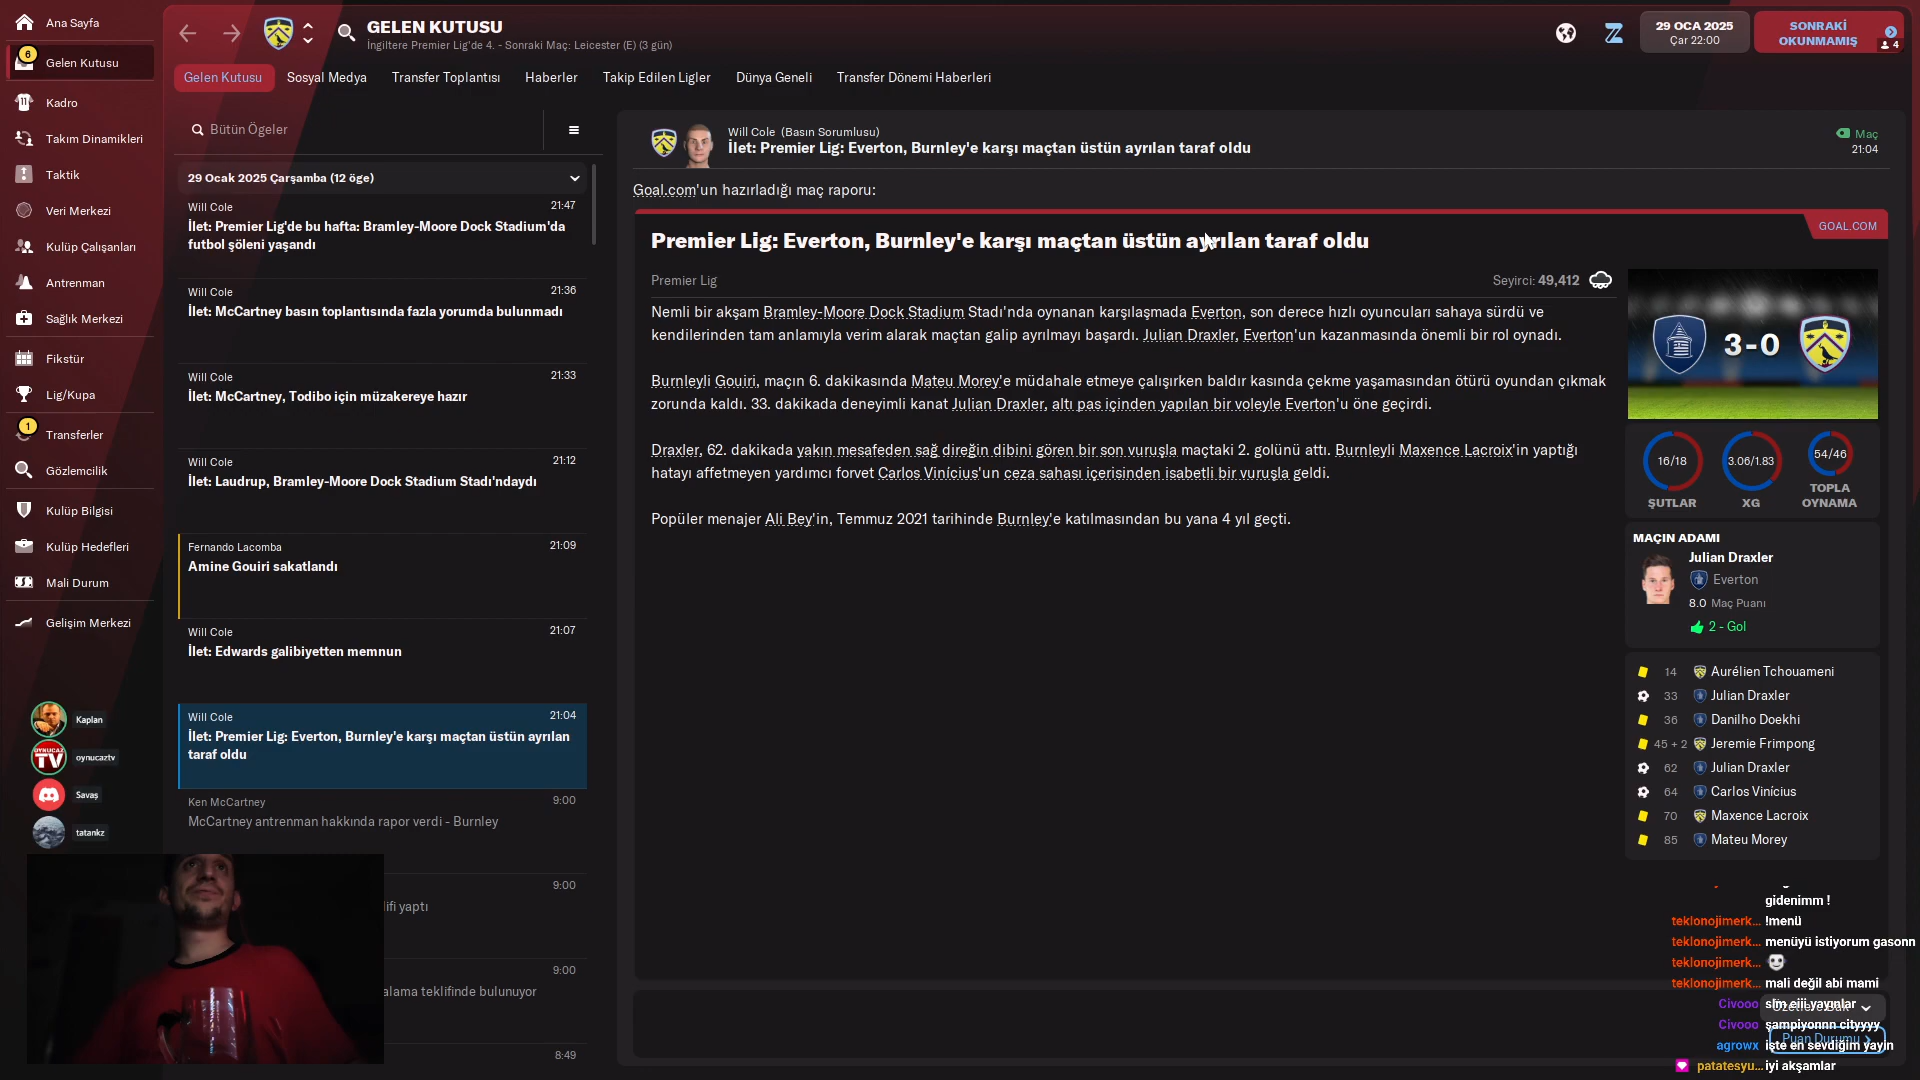 Ana Sayfa
6
Gelen Kutusu
Kadro
Takım Dinamikleri
Taktik
Veri Merkezi
Kulüp Çalışanları
Antrenman
Sağlık Merkezi
Fikstür
Lig/Kupa
1
Transferler
Gözlemcilik
Kulüp Bilgisi
Kulüp Hedefleri
Mali Durum
Gelişim Merkezi
Kaplan
OYNUCAZ
TV
oynucaztv
Savaş
tatankz
GELEN KUTUSU
İngiltere Premier Lig'de 4. - Sonraki Maç: Leicester (E) (3 gün)
29 OCA 2025
Çar 22:00
SONRAKİ
OKUNMAMIŞ
4
Gelen Kutusu
Sosyal Medya
Transfer Toplantısı
Haberler
Takip Edilen Ligler
Dünya Geneli
Transfer Dönemi Haberleri
Bütün Ögeler
29 Ocak 2025 Çarşamba (12 öge)
Will Cole 21:47
İlet: Premier Lig'de bu hafta: Bramley-Moore Dock Stadium'da
futbol şöleni yaşandı
Will Cole 21:36
İlet: McCartney basın toplantısında fazla yorumda bulunmadı
Will Cole 21:33
İlet: McCartney, Todibo için müzakereye hazır
Will Cole 21:12
İlet: Laudrup, Bramley-Moore Dock Stadium Stadı'ndaydı
Fernando Lacomba 21:09
Amine Gouiri sakatlandı
Will Cole 21:07
İlet: Edwards galibiyetten memnun
Will Cole 21:04
İlet: Premier Lig: Everton, Burnley'e karşı maçtan üstün ayrılan
taraf oldu
Ken McCartney 9:00
McCartney antrenman hakkında rapor verdi - Burnley
9:00
ifi yaptı
9:00
alama teklifinde bulunuyor
8:49
Will Cole (Basın Sorumlusu)
İlet: Premier Lig: Everton, Burnley'e karşı maçtan üstün ayrılan taraf oldu
Maç
21:04
Goal.com'un hazırladığı maç raporu:
Premier Lig: Everton, Burnley'e karşı maçtan üstün ayrılan taraf oldu
GOAL.COM
Premier Lig
Seyirci: 49,412
Nemli bir akşam Bramley-Moore Dock Stadium Stadı'nda oynanan karşılaşmada Everton, son derece hızlı oyuncuları sahaya sürdü ve
kendilerinden tam anlamıyla verim alarak maçtan galip ayrılmayı başardı. Julian Draxler, Everton'un kazanmasında önemli bir rol oynadı.
Burnleyli Gouiri, maçın 6. dakikasında Mateu Morey'e müdahale etmeye çalışırken baldır kasında çekme yaşamasından ötürü oyundan çıkmak
zorunda kaldı. 33. dakikada deneyimli kanat Julian Draxler, altı pas içinden yapılan bir voleyle Everton'u öne geçirdi.
Draxler, 62. dakikada yakın mesafeden sağ direğin dibini gören bir son vuruşla maçtaki 2. golünü attı. Burnleyli Maxence Lacroix'in yaptığı
hatayı affetmeyen yardımcı forvet Carlos Vinícius'un ceza sahası içerisinden isabetli bir vuruşla geldi.
Popüler menajer Ali Bey'in, Temmuz 2021 tarihinde Burnley'e katılmasından bu yana 4 yıl geçti.
3-0
16/18
ŞUTLAR
3.06/1.83
XG
54/46
TOPLA
OYNAMA
MAÇIN ADAMI
Julian Draxler
Everton
8.0 Maç Puanı
2 - Gol
14 Aurélien Tchouameni
33 Julian Draxler
36 Danilho Doekhi
45 + 2 Jeremie Frimpong
62 Julian Draxler
64 Carlos Vinícius
70 Maxence Lacroix
85 Mateu Morey
gidenimm !
teklonojimerk... !menü
teklonojimerk... menüyü istiyorum gasonn
teklonojimerk...
teklonojimerk... mali değil abi mami
Civooo slm eiii yayınlar
Civooo şampiyonnn cityyyy
agrowx işte en sevdiğim yayin
patatesyu... iyi akşamlar
Puan Durumu